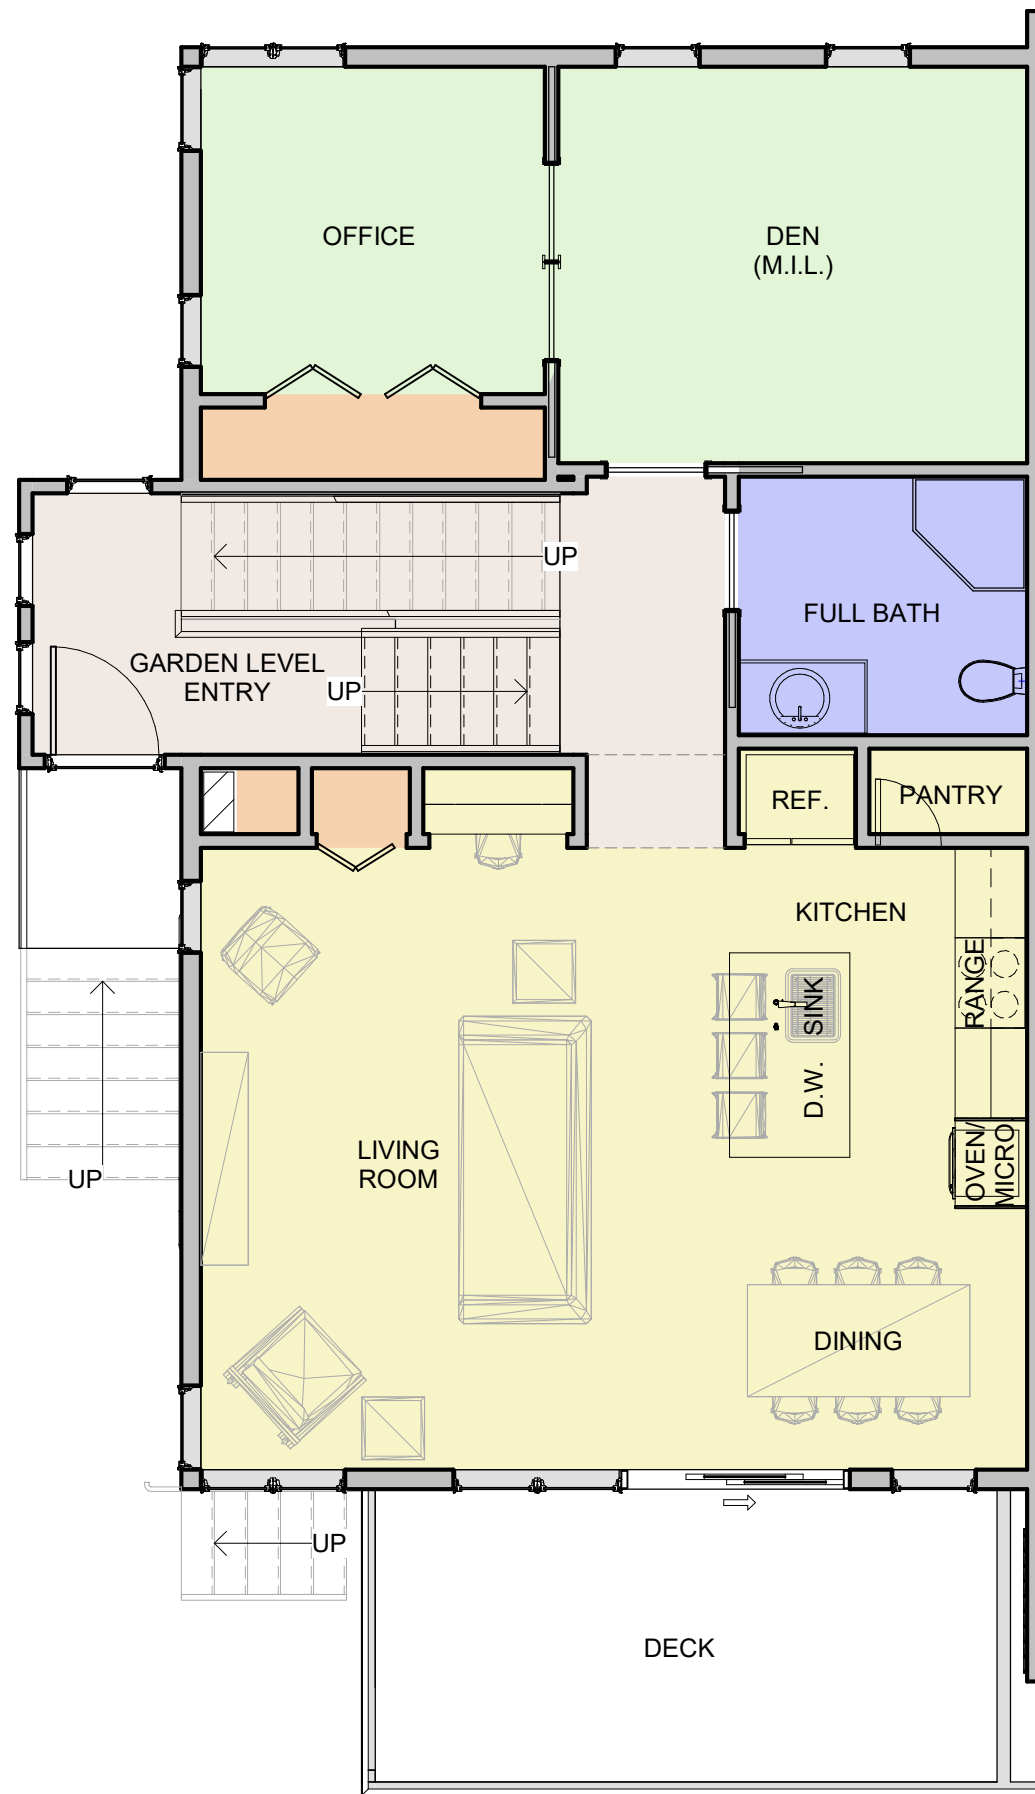 OFFICE
DEN
(M.I.L.)
UP
FULL BATH
GARDEN LEVEL
ENTRY
UP
REF.
PANTRY
KITCHEN
RANGE
SINK
D.W.
UP
LIVING
ROOM
OVEN/
MICRO
DINING
UP
DECK